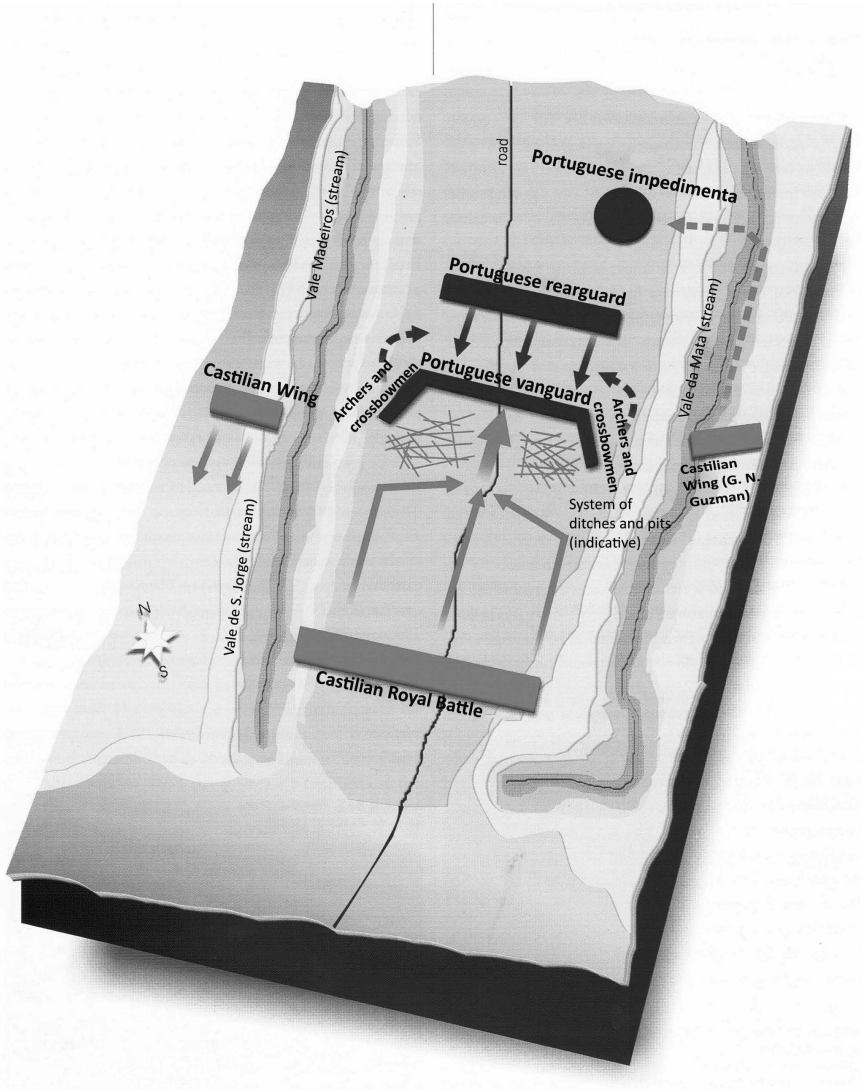 road
Portuguese impedimenta
Vale Madeiros (stream)
Portuguese rearguard
Vale da Mata (stream)
Castilian Wing
Archers and
crossbowmen
Portuguese vanguard
Archers and
crossbowmen
Castilian
Wing (G. N.
Guzman)
System of
ditches and pits
(indicative)
Vale de S. Jorge (stream)
N
S
Castilian Royal Battle